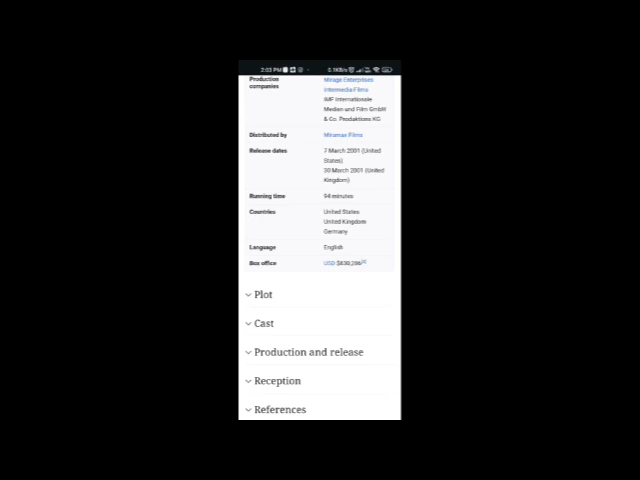 2:03 PM
Production
companies
Mirage Enterprises
Intermedia Films
IMF Internationale
Medien und Film GmbH
& Co. Produktions KG
Distributed by
Miramax Films
Release dates
7 March 2001 (United
States)
30 March 2001 (United
Kingdom)
Running time
94 minutes
Countries
United States
United Kingdom
Germany
Language
English
Box office
USD
Plot
Cast
Production and release
Reception
References